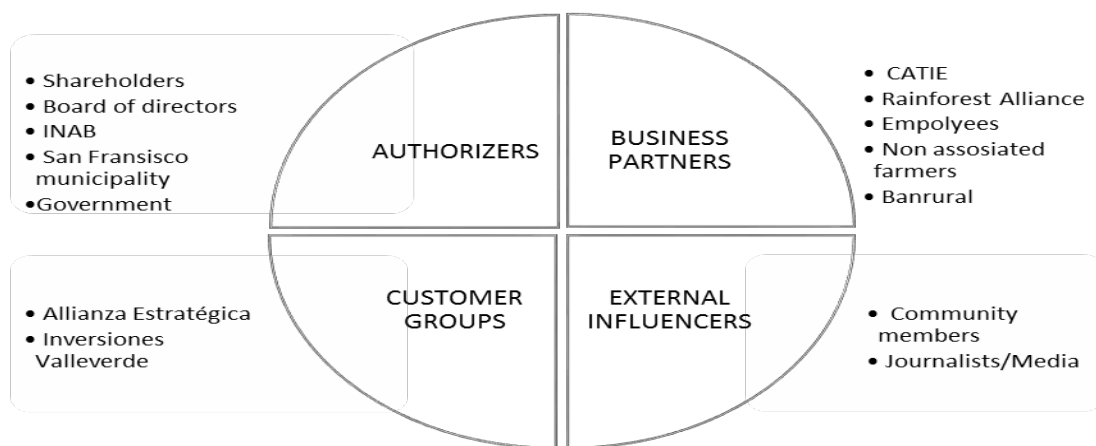 • Shareholders
• Board of directors
• INAB
• San Fransisco
municipality
•Government
AUTHORIZERS
BUSINESS
PARTNERS
• CATIE
• Rainforest Alliance
• Empolyees
• Non assosiated
farmers
• Banrural
• Allianza Estratégica
• Inversiones
Valleverde
CUSTOMER
GROUPS
EXTERNAL
INFLUENCERS
• Community
members
• Journalists/Media